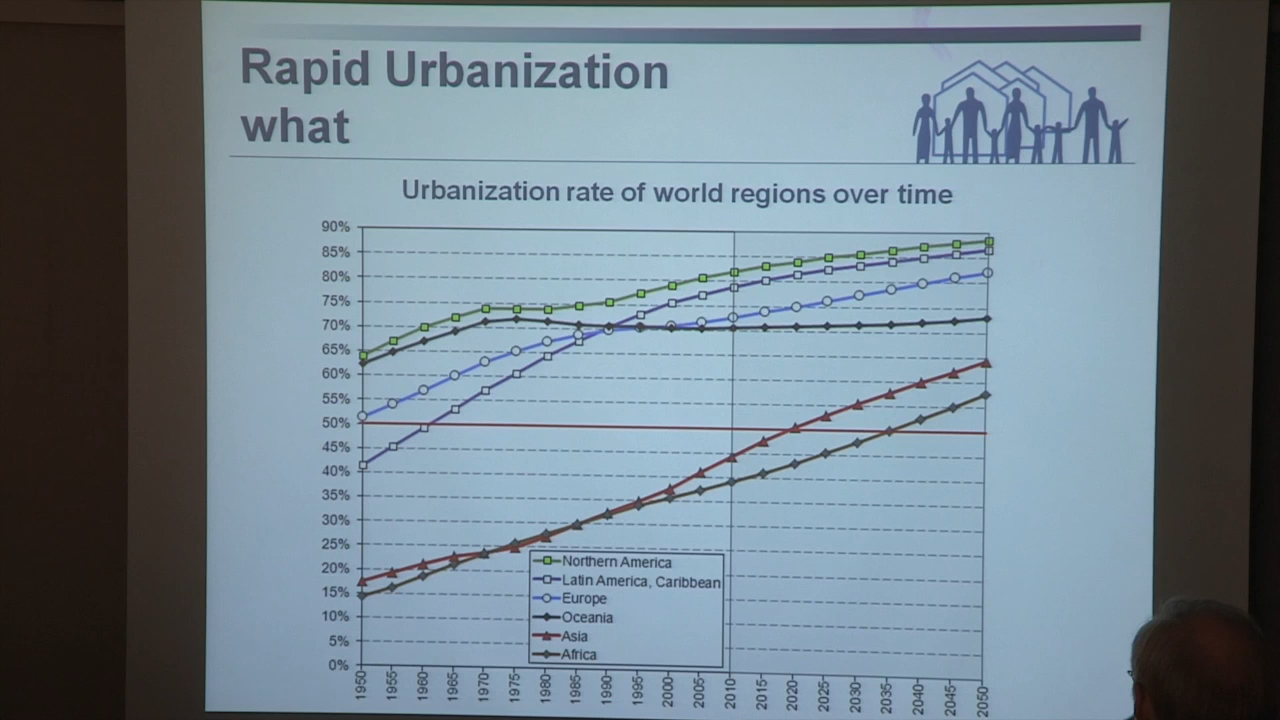 Rapid Urbanization
what
Urbanization rate of world regions over time
90%
85%
80%
75%
70%
65%
60%
55%
50%
45%
40%
35%
30%
25%
20%
15%
10%
5%
0%
Northern America
Latin America, Caribbean
Europe
Oceania
Asia
Africa
1950 1955 1960 1965 1970 1975 1980 1985 1990 1995 2000 2005 2010 2015 2020 2025 2030 2035 2040 2045 2050